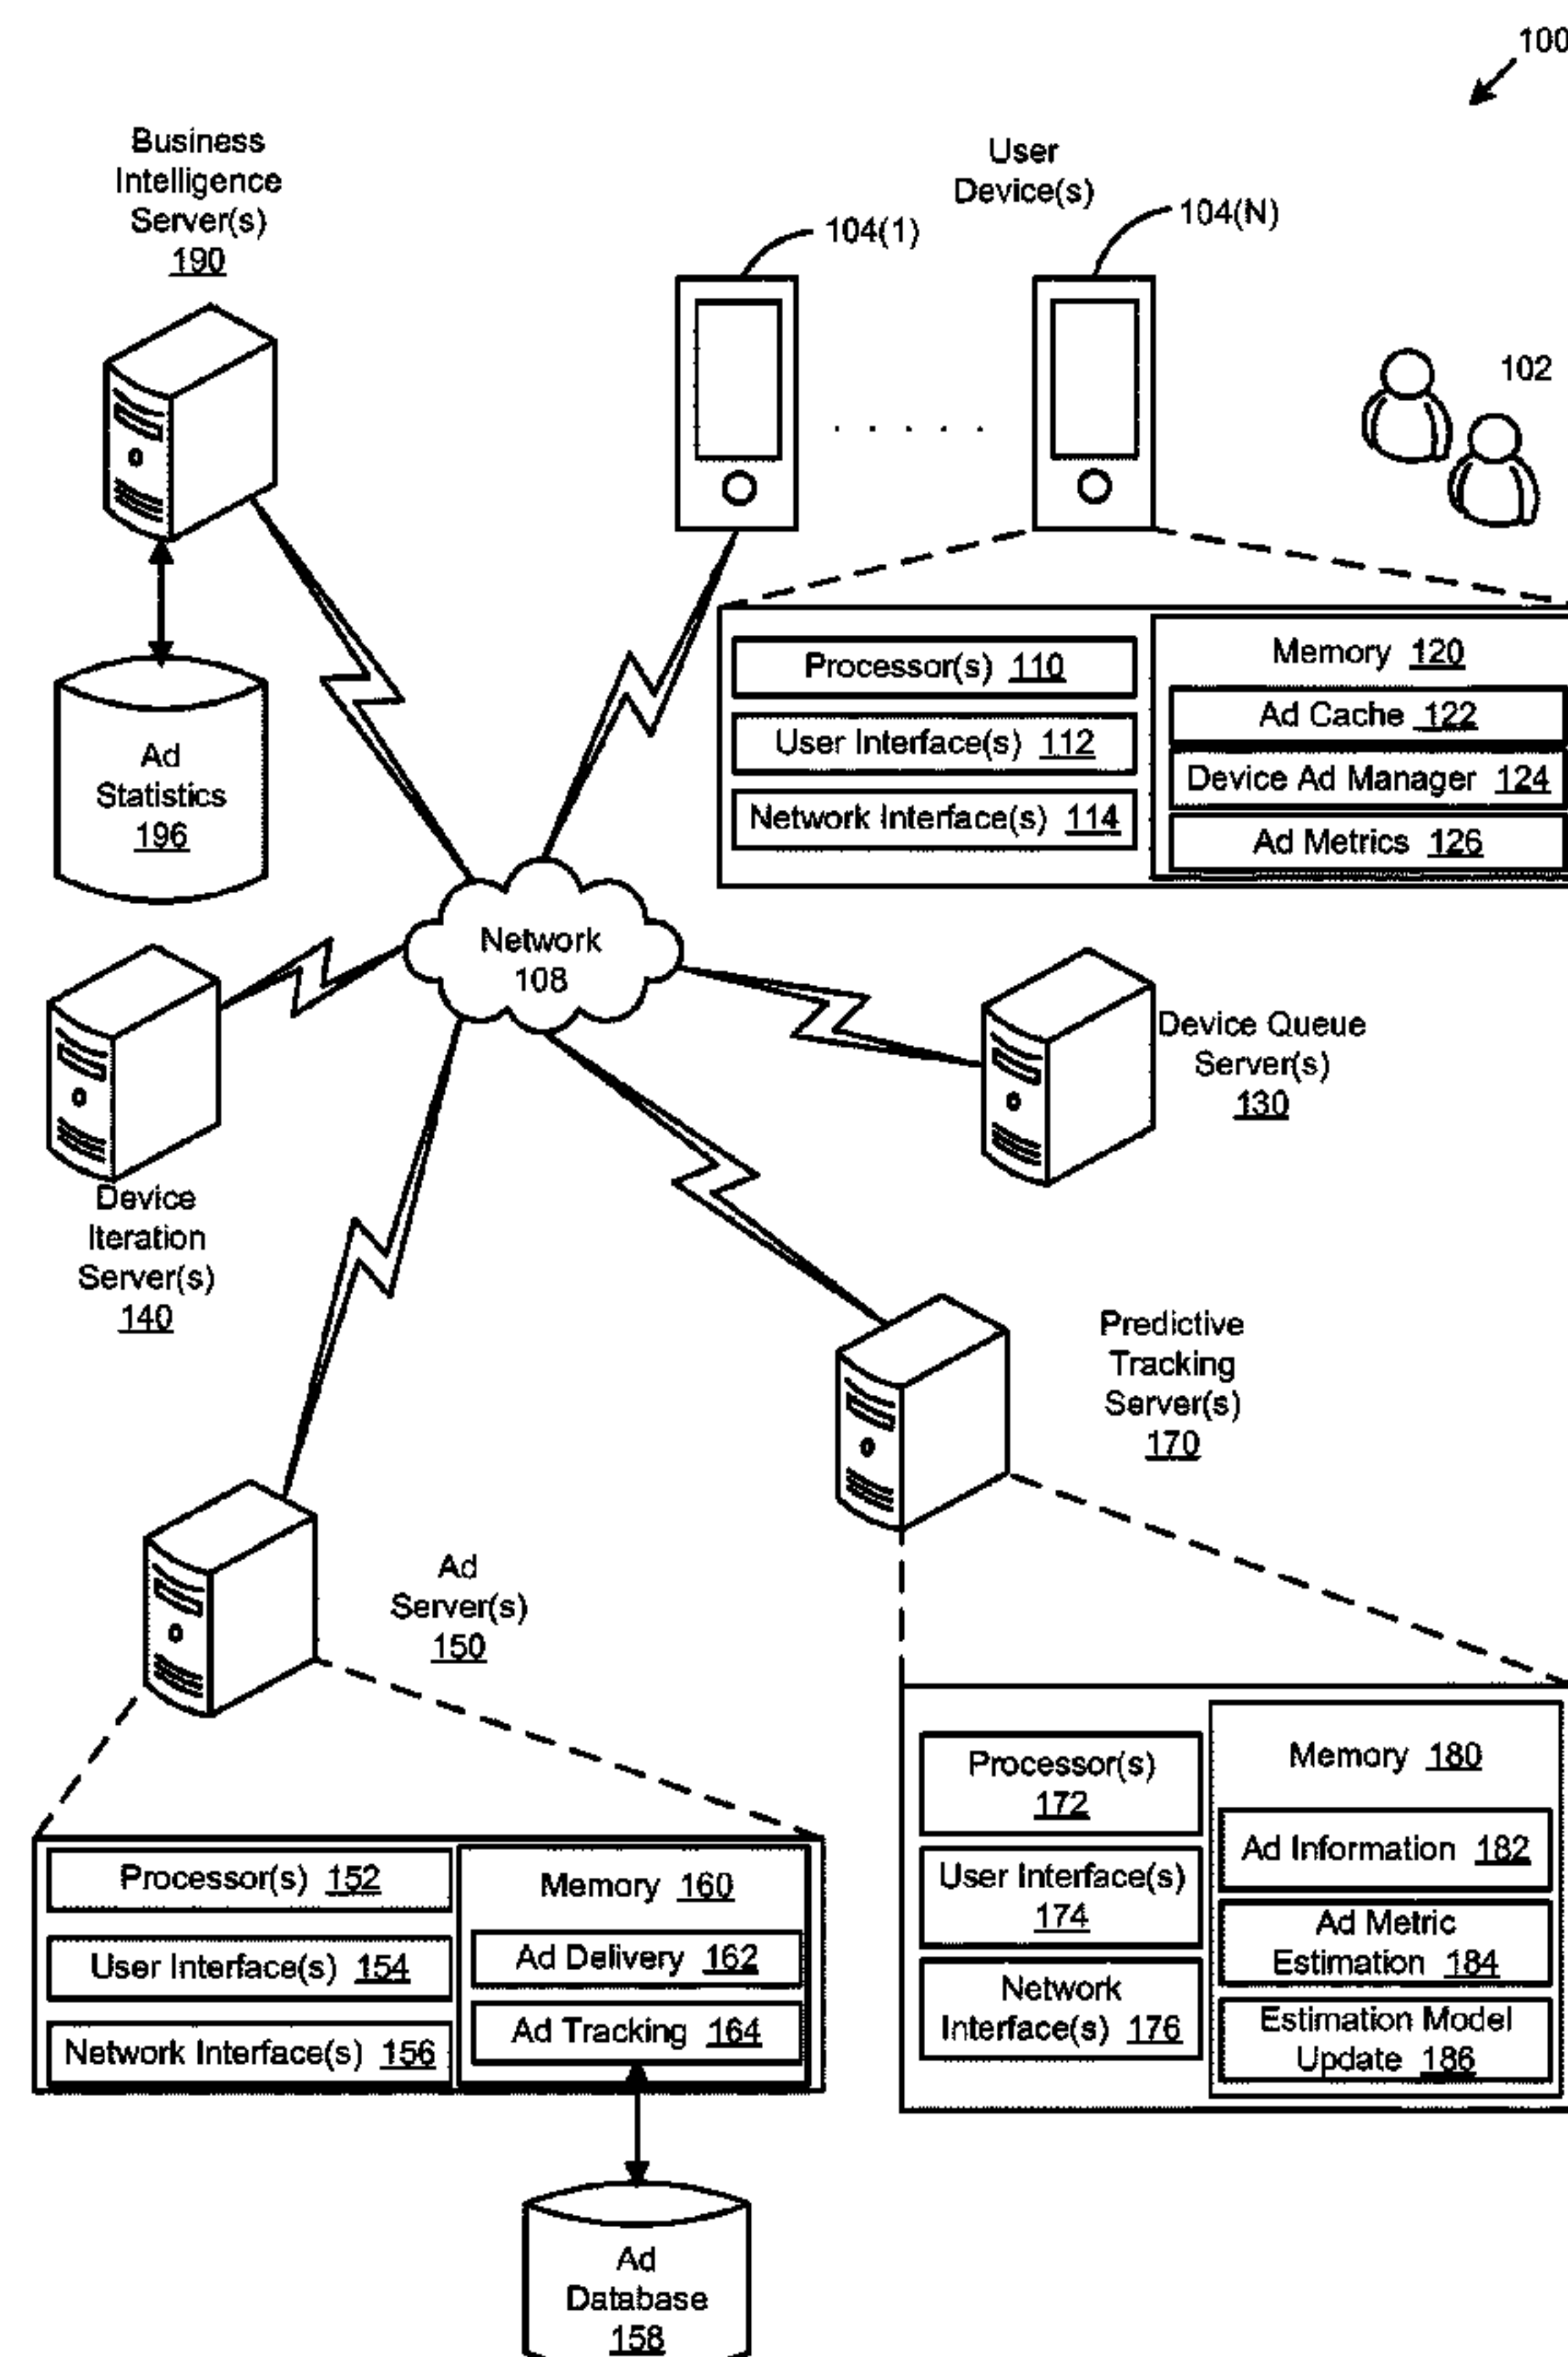 100
Business
Intelligence
Server(s)
190
User
Device(s)
104(1)
104(N)
102
Processor(s) 110
User Interface(s) 112
Network Interface(s) 114
Memory 120
Ad Cache 122
Device Ad Manager 124
Ad Metrics 126
Ad
Statistics
196
Network
108
Device Queue
Server(s)
130
Device
Iteration
Server(s)
140
Predictive
Tracking
Server(s)
170
Ad
Server(s)
150
Processor(s)
172
User Interface(s)
174
Network
Interface(s) 176
Memory 180
Ad Information 182
Ad Metric
Estimation 184
Estimation Model
Update 186
Processor(s) 152
User Interface(s) 154
Network Interface(s) 156
Memory 160
Ad Delivery 162
Ad Tracking 164
Ad
Database
158